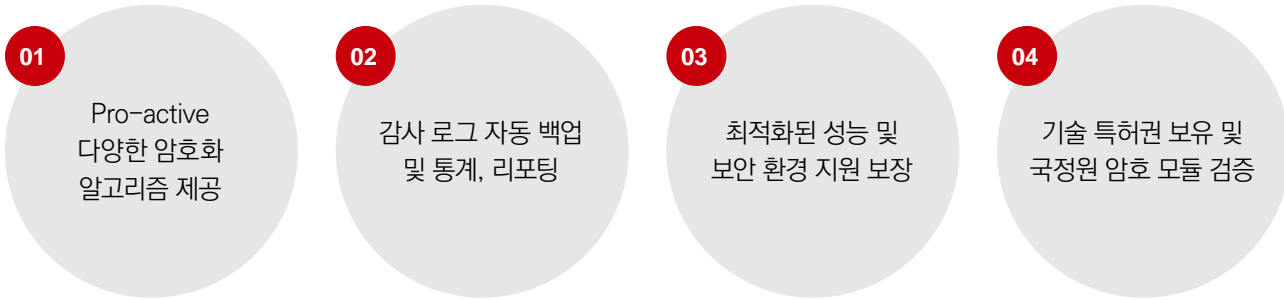 01
Pro-active
다양한 암호화
알고리즘 제공
02
감사 로그 자동 백업
및 통계, 리포팅
03
최적화된 성능 및
보안 환경 지원 보장
04
기술 특허권 보유 및
국정원 암호 모듈 검증